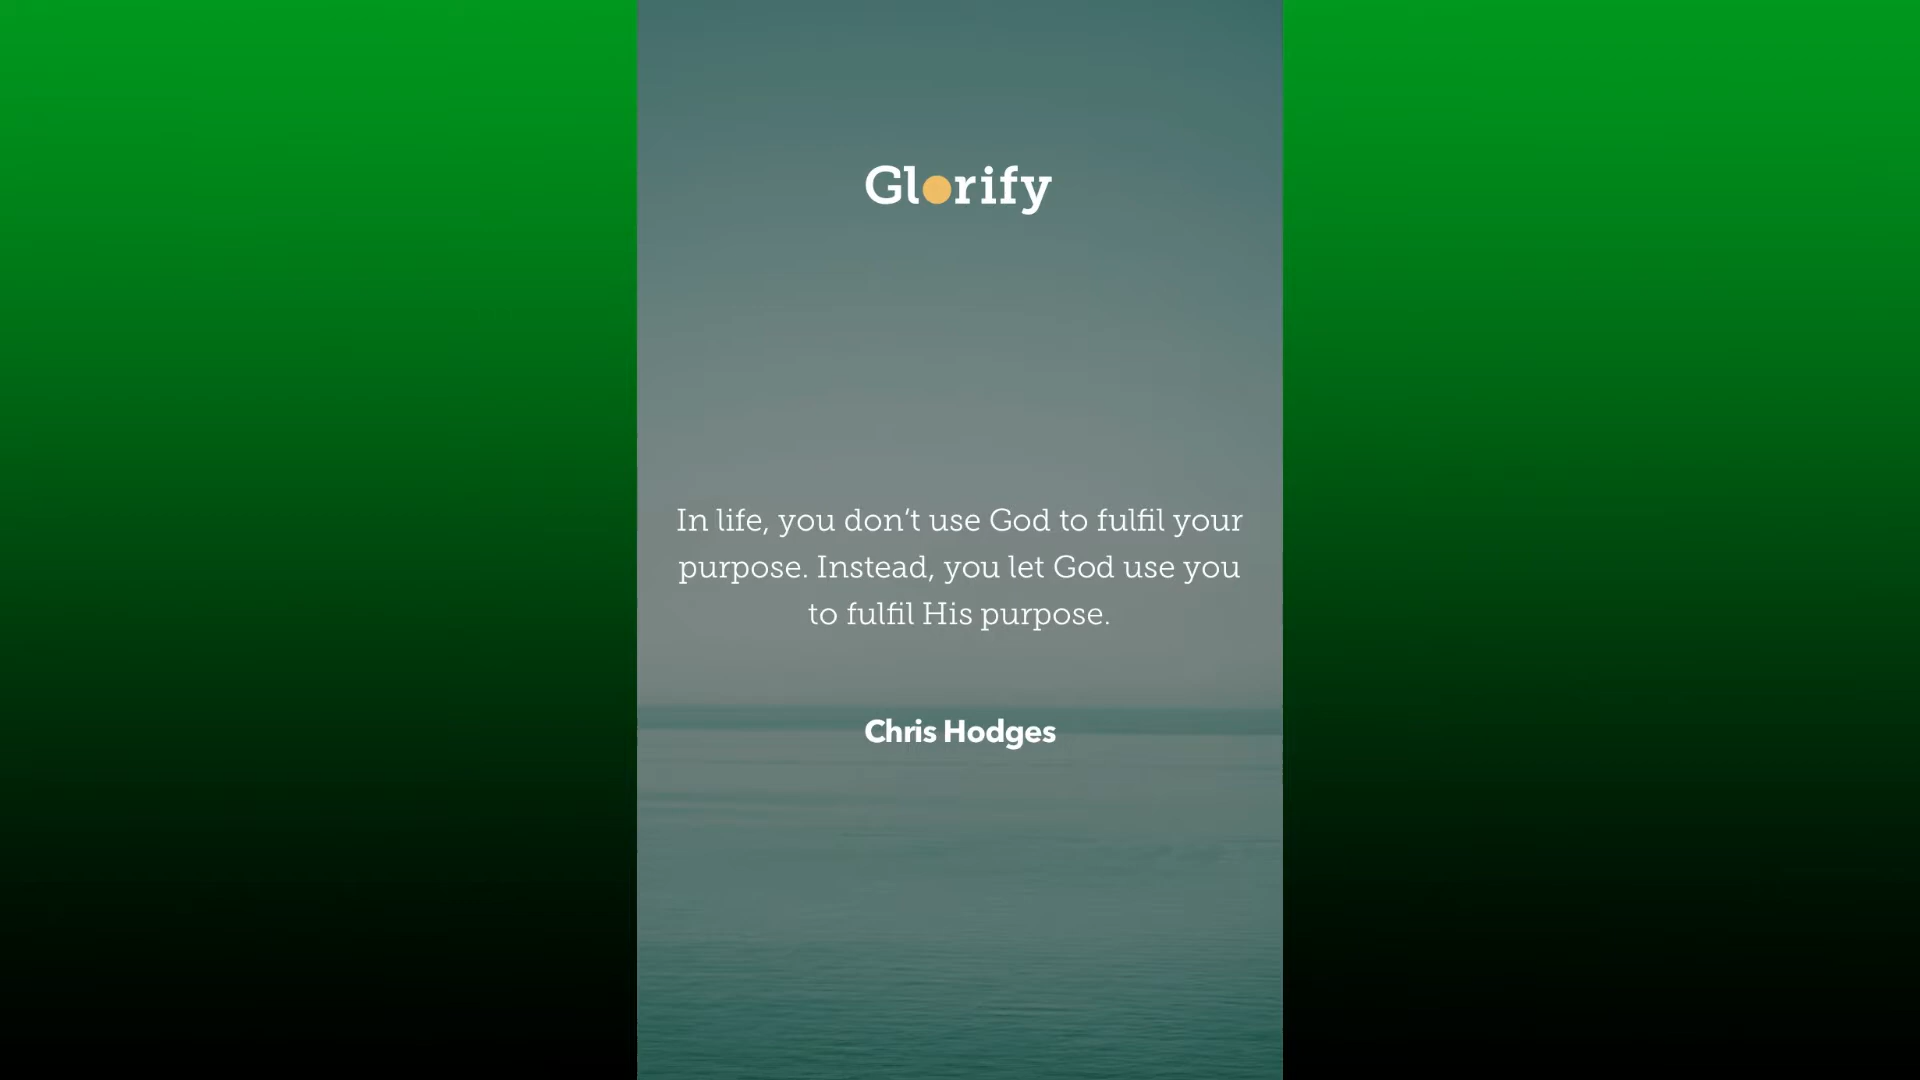 Glorify
In life, you don’t use God to fulfil your
purpose. Instead, you let God use you
to fulfil His purpose.
Chris Hodges